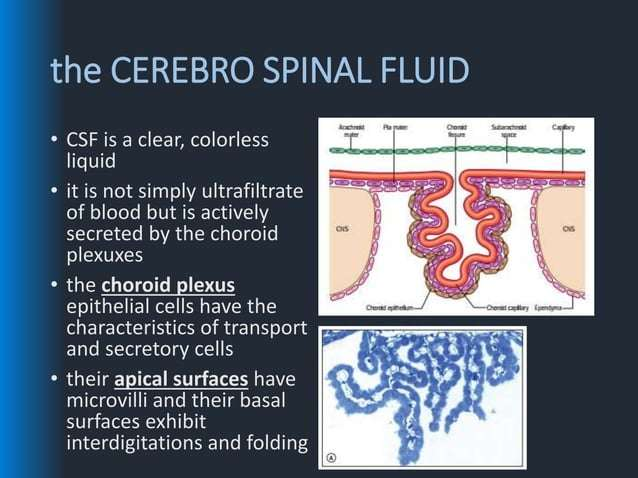 the CEREBRO SPINAL FLUID
• CSF is a clear, colorless
liquid
• it is not simply ultrafiltrate
of blood but is actively
secreted by the choroid
plexuxes
• the choroid plexus
epithelial cells have the
characteristics of transport
and secretory cells
• their apical surfaces have
microvilli and their basal
surfaces exhibit
interdigitations and folding
Arachnoid mater
Pia mater
Choroid fissure
Subarachnoid space
Capillary
CNS
CNS
Choroid epithelium
Choroid capillary
Ependyma
A